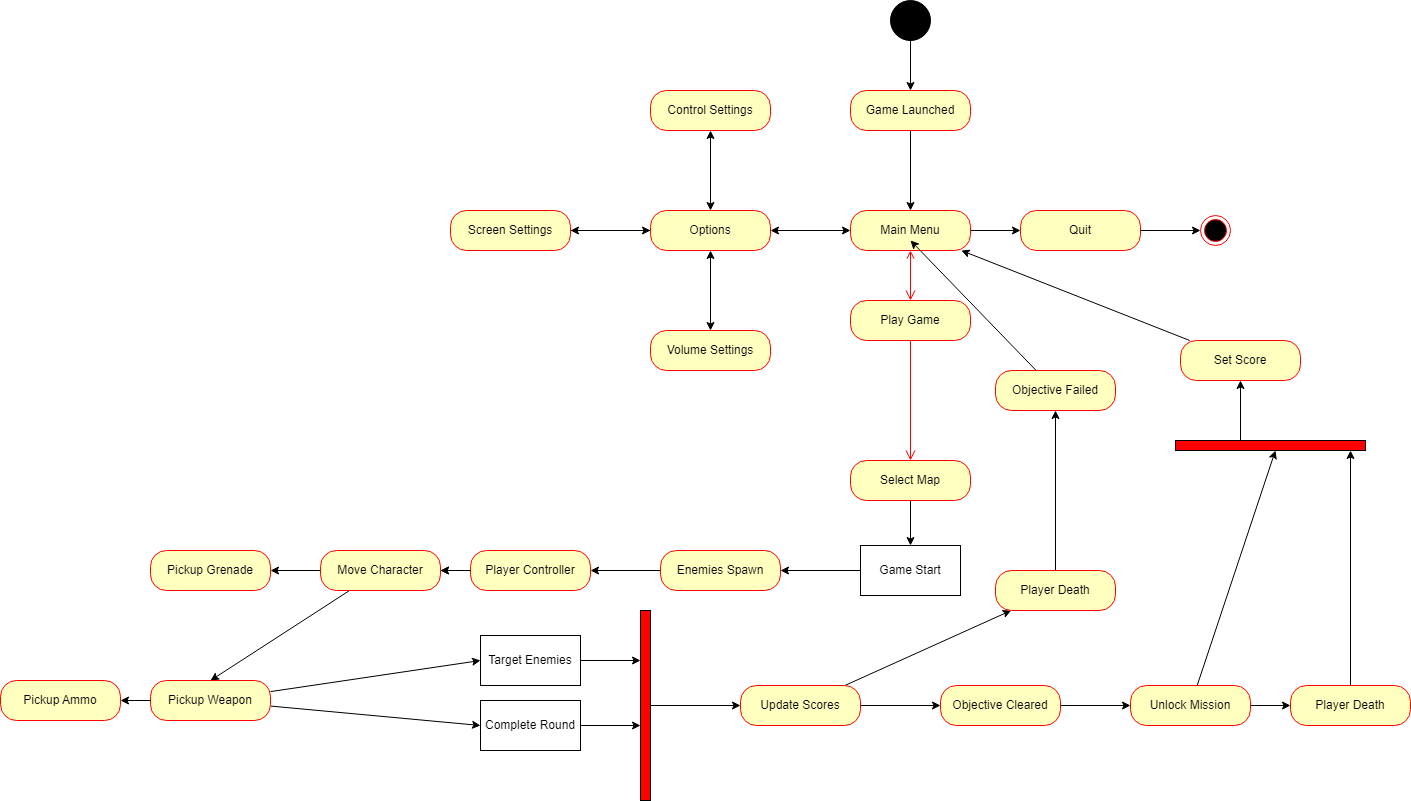 Control Settings
Game Launched
Screen Settings
Options
Main Menu
Quit
Play Game
Volume Settings
Set Score
Objective Failed
Select Map
Pickup Grenade
Move Character
Player Controller
Enemies Spawn
Game Start
Player Death
Target Enemies
Pickup Ammo
Pickup Weapon
Complete Round
Update Scores
Objective Cleared
Unlock Mission
Player Death